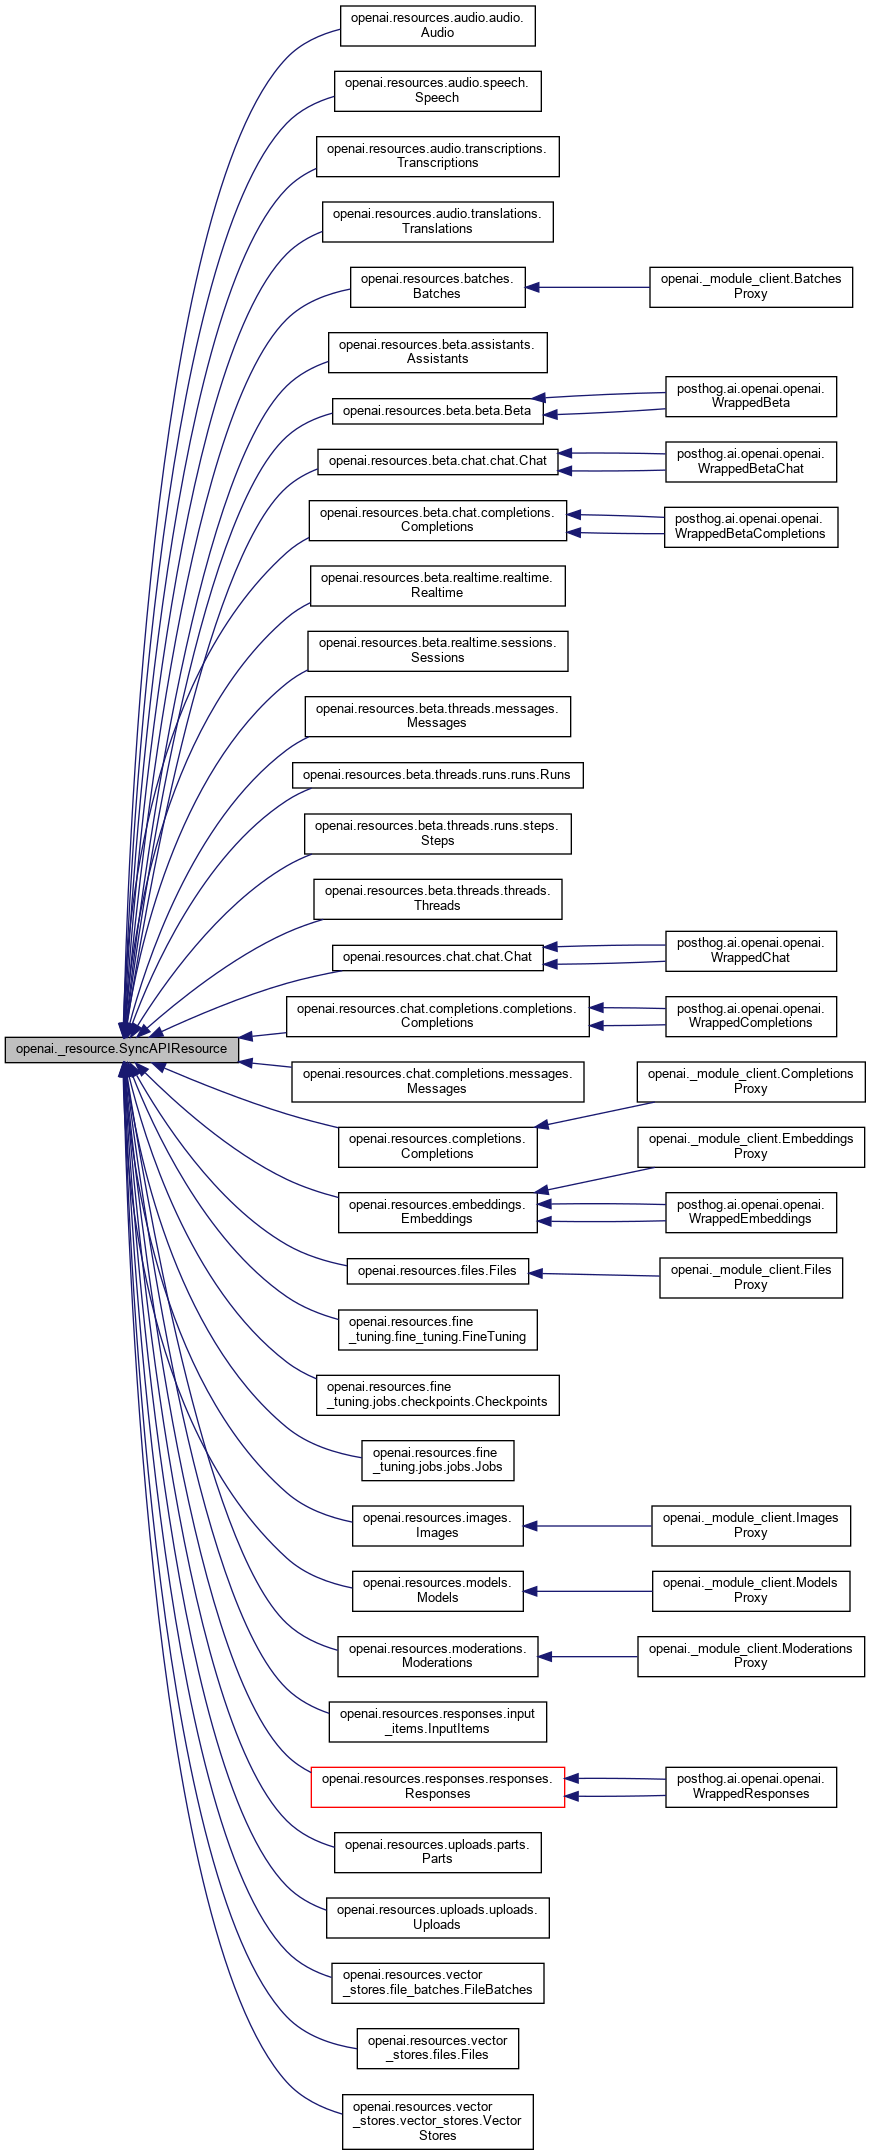 openai.resources.audio.audio.
Audio
openai.resources.audio.speech.
Speech
openai.resources.audio.transcriptions.
Transcriptions
openai.resources.audio.translations.
Translations
openai.resources.batches.
Batches
openai._module_client.Batches
Proxy
openai.resources.beta.assistants.
Assistants
openai.resources.beta.beta.Beta
posthog.ai.openai.openai.
WrappedBeta
openai.resources.beta.chat.chat.Chat
posthog.ai.openai.openai.
WrappedBetaChat
openai.resources.beta.chat.completions.
Completions
posthog.ai.openai.openai.
WrappedBetaCompletions
openai.resources.beta.realtime.realtime.
Realtime
openai.resources.beta.realtime.sessions.
Sessions
openai.resources.beta.threads.messages.
Messages
openai.resources.beta.threads.runs.runs.Runs
openai.resources.beta.threads.runs.steps.
Steps
openai.resources.beta.threads.threads.
Threads
openai.resources.chat.chat.Chat
posthog.ai.openai.openai.
WrappedChat
openai.resources.chat.completions.completions.
Completions
posthog.ai.openai.openai.
WrappedCompletions
openai._resource.SyncAPIResource
openai.resources.chat.completions.messages.
Messages
openai._module_client.Completions
Proxy
openai.resources.completions.
Completions
openai._module_client.Embeddings
Proxy
openai.resources.embeddings.
Embeddings
posthog.ai.openai.openai.
WrappedEmbeddings
openai.resources.files.Files
openai._module_client.Files
Proxy
openai.resources.fine
_tuning.fine_tuning.FineTuning
openai.resources.fine
_tuning.jobs.checkpoints.Checkpoints
openai.resources.fine
_tuning.jobs.jobs.Jobs
openai.resources.images.
Images
openai._module_client.Images
Proxy
openai.resources.models.
Models
openai._module_client.Models
Proxy
openai.resources.moderations.
Moderations
openai._module_client.Moderations
Proxy
openai.resources.responses.input
_items.InputItems
openai.resources.responses.responses.
Responses
posthog.ai.openai.openai.
WrappedResponses
openai.resources.uploads.parts.
Parts
openai.resources.uploads.uploads.
Uploads
openai.resources.vector
_stores.file_batches.FileBatches
openai.resources.vector
_stores.files.Files
openai.resources.vector
_stores.vector_stores.Vector
Stores